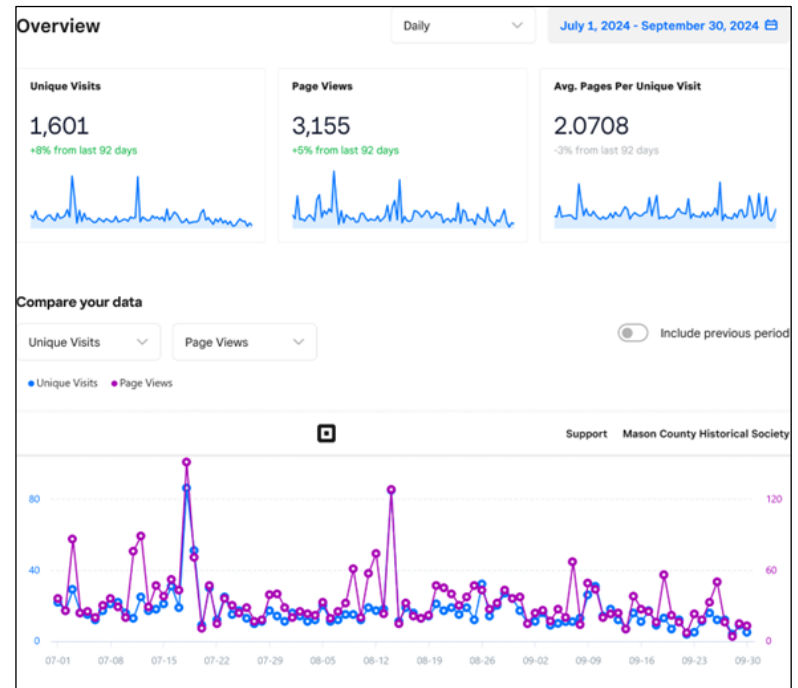 Overview
Daily
July 1, 2024 - September 30, 2024
Unique Visits
1,601
+8% from last 92 days
Page Views
3,155
+5% from last 92 days
Avg. Pages Per Unique Visit
2.0708
-3% from last 92 days
Compare your data
Unique Visits
Page Views
Include previous period
Unique Visits
Page Views
Support
Mason County Historical Society
80
120
40
60
0
0
07-01 07-08 07-15 07-22 07-29 08-05 08-12 08-19 08-26 09-02 09-09 09-16 09-23 09-30